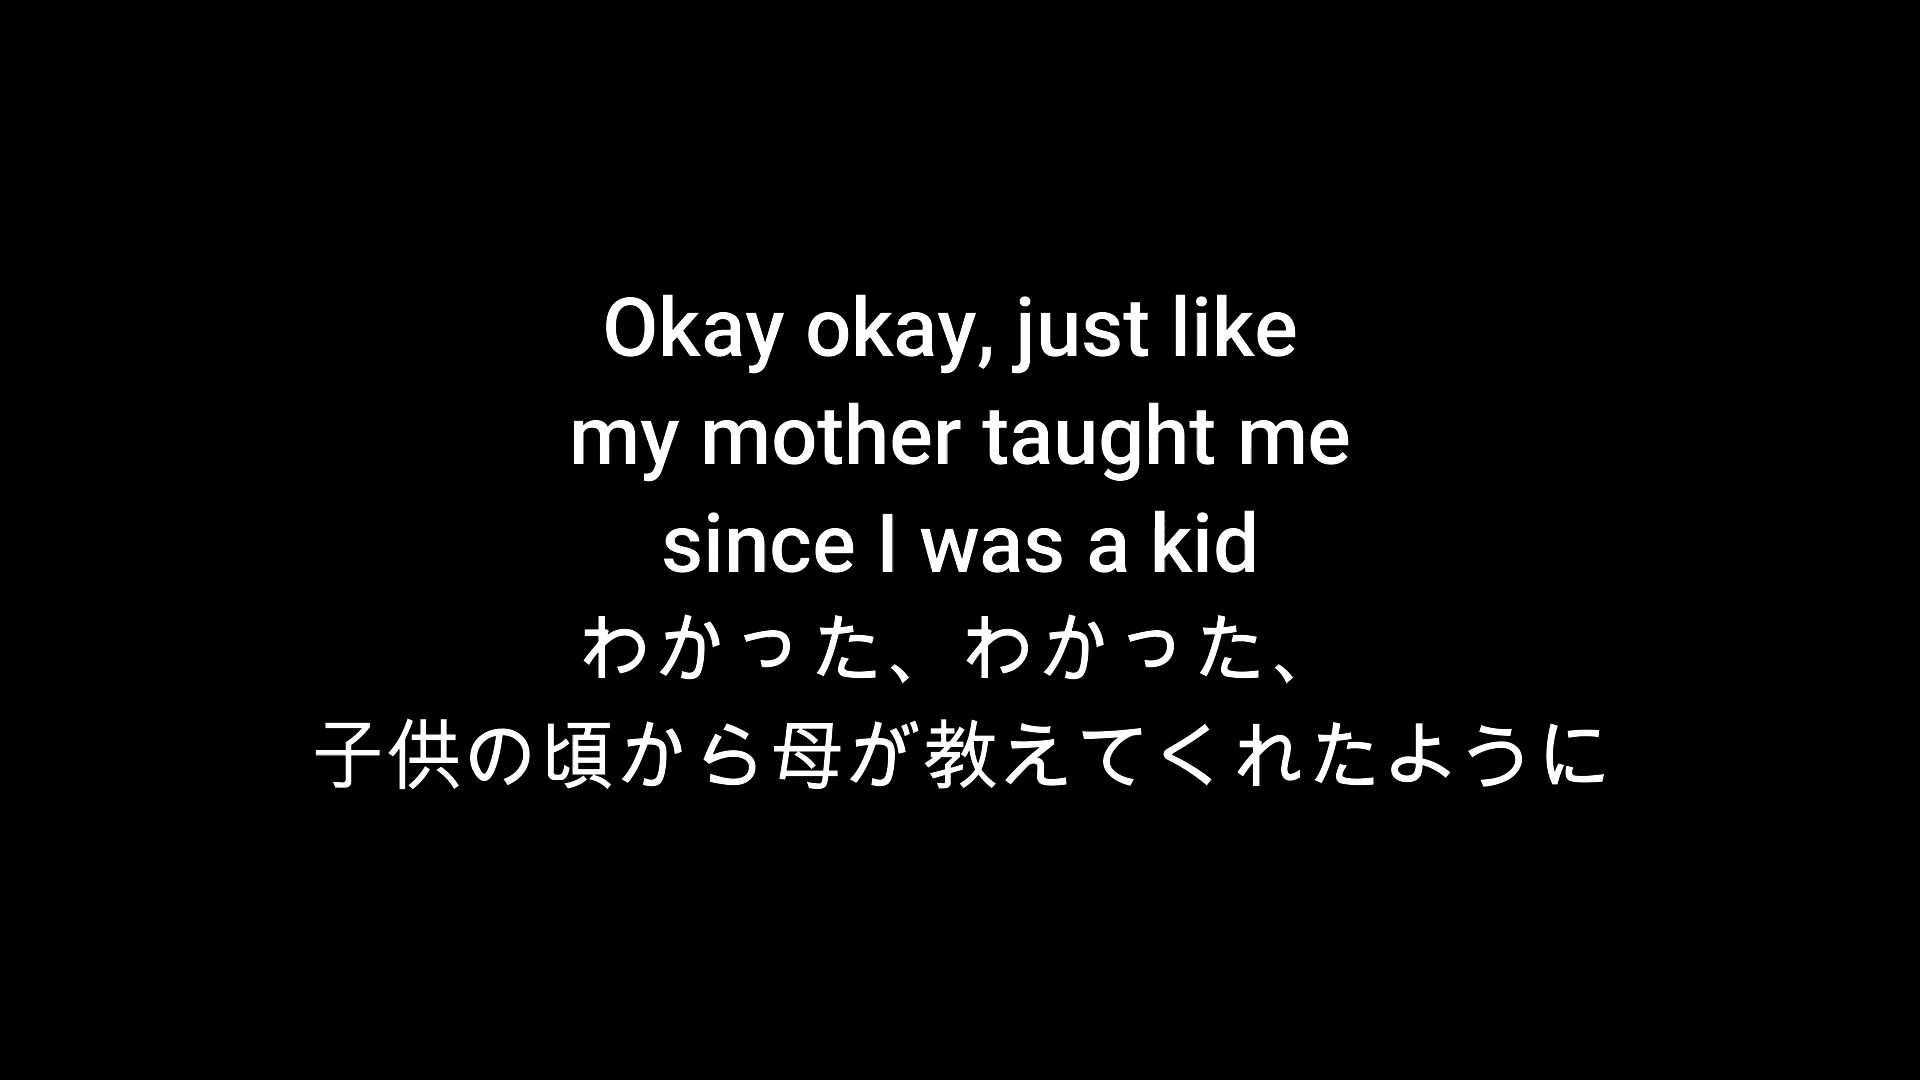 Okay okay, just like
my mother taught me
since I was a kid
わかった、わかった、
子供の頃から母が教えてくれたように